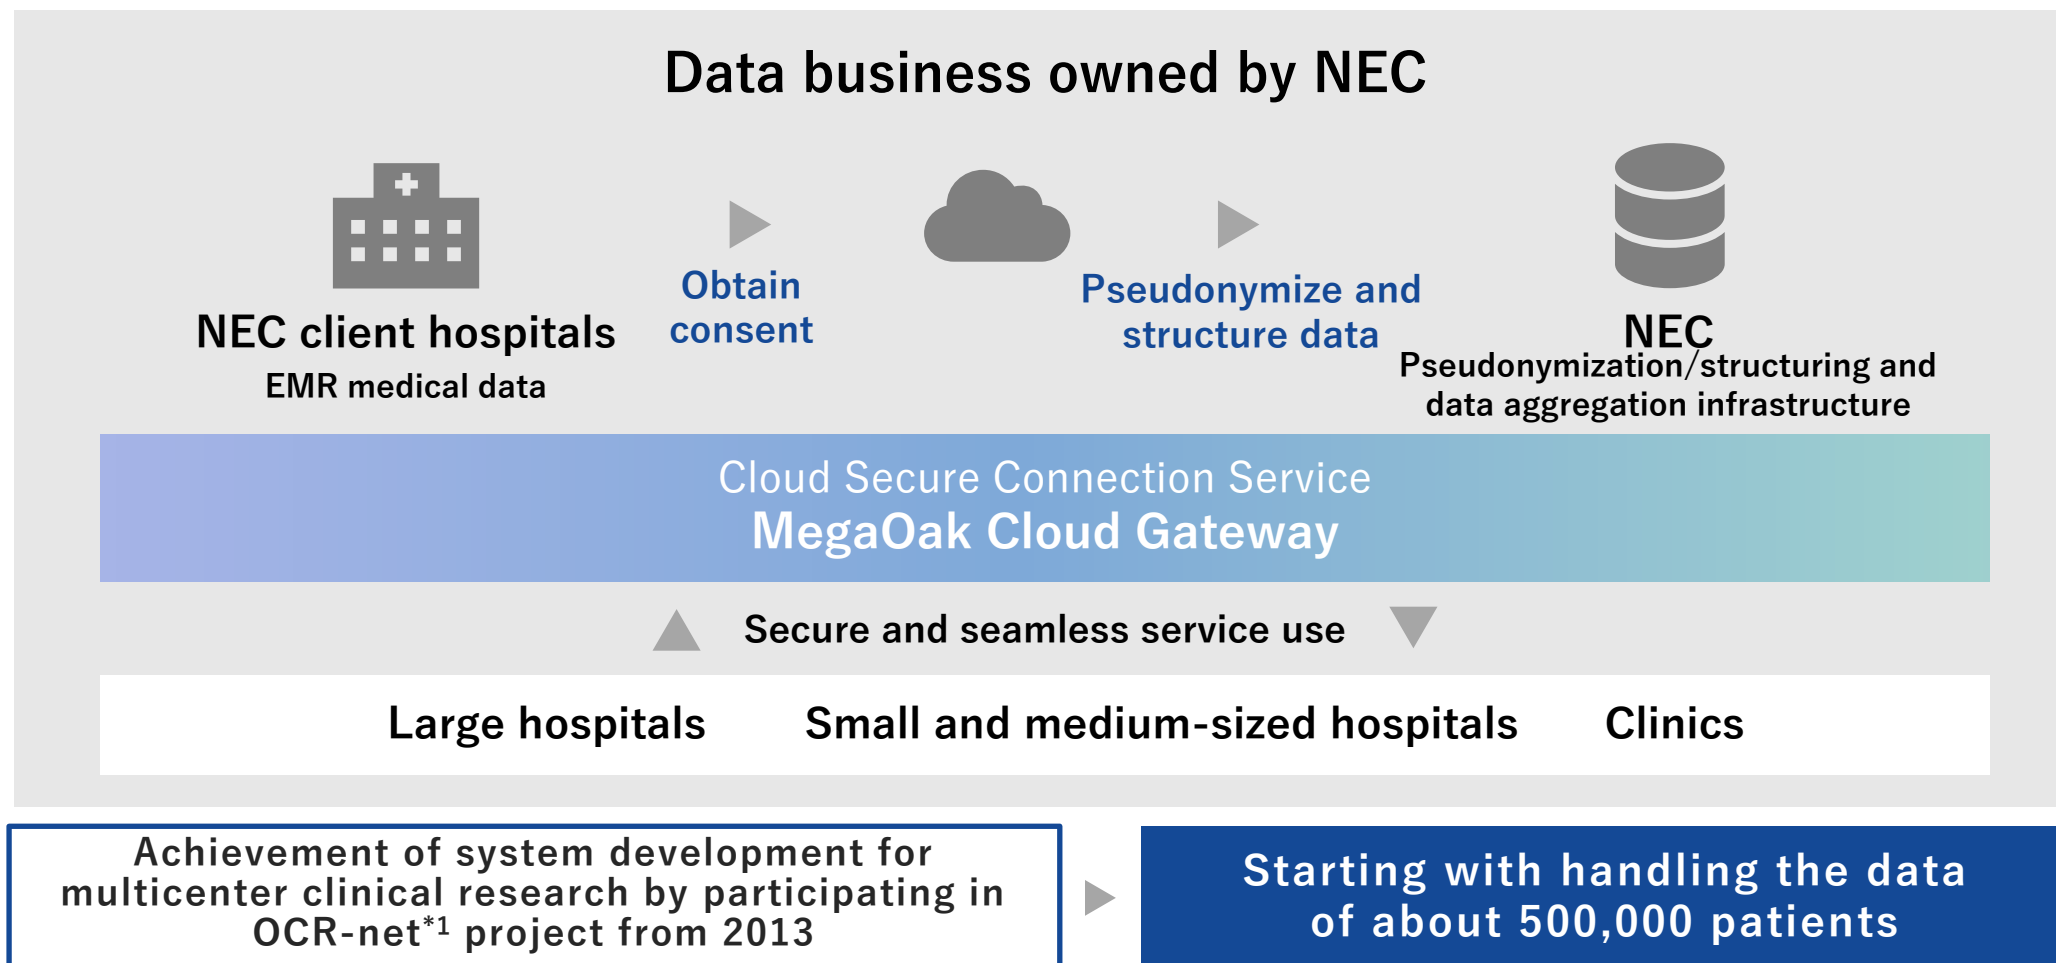 Data business owned by NEC
NEC client hospitals
EMR medical data
Obtain
consent
Pseudonymize and
structure data
NEC
Pseudonymization/structuring and
data aggregation infrastructure
Cloud Secure Connection Service
MegaOak Cloud Gateway
Secure and seamless service use
Large hospitals
Small and medium-sized hospitals
Clinics
Achievement of system development for
multicenter clinical research by participating in
OCR-net*1 project from 2013
Starting with handling the data
of about 500,000 patients